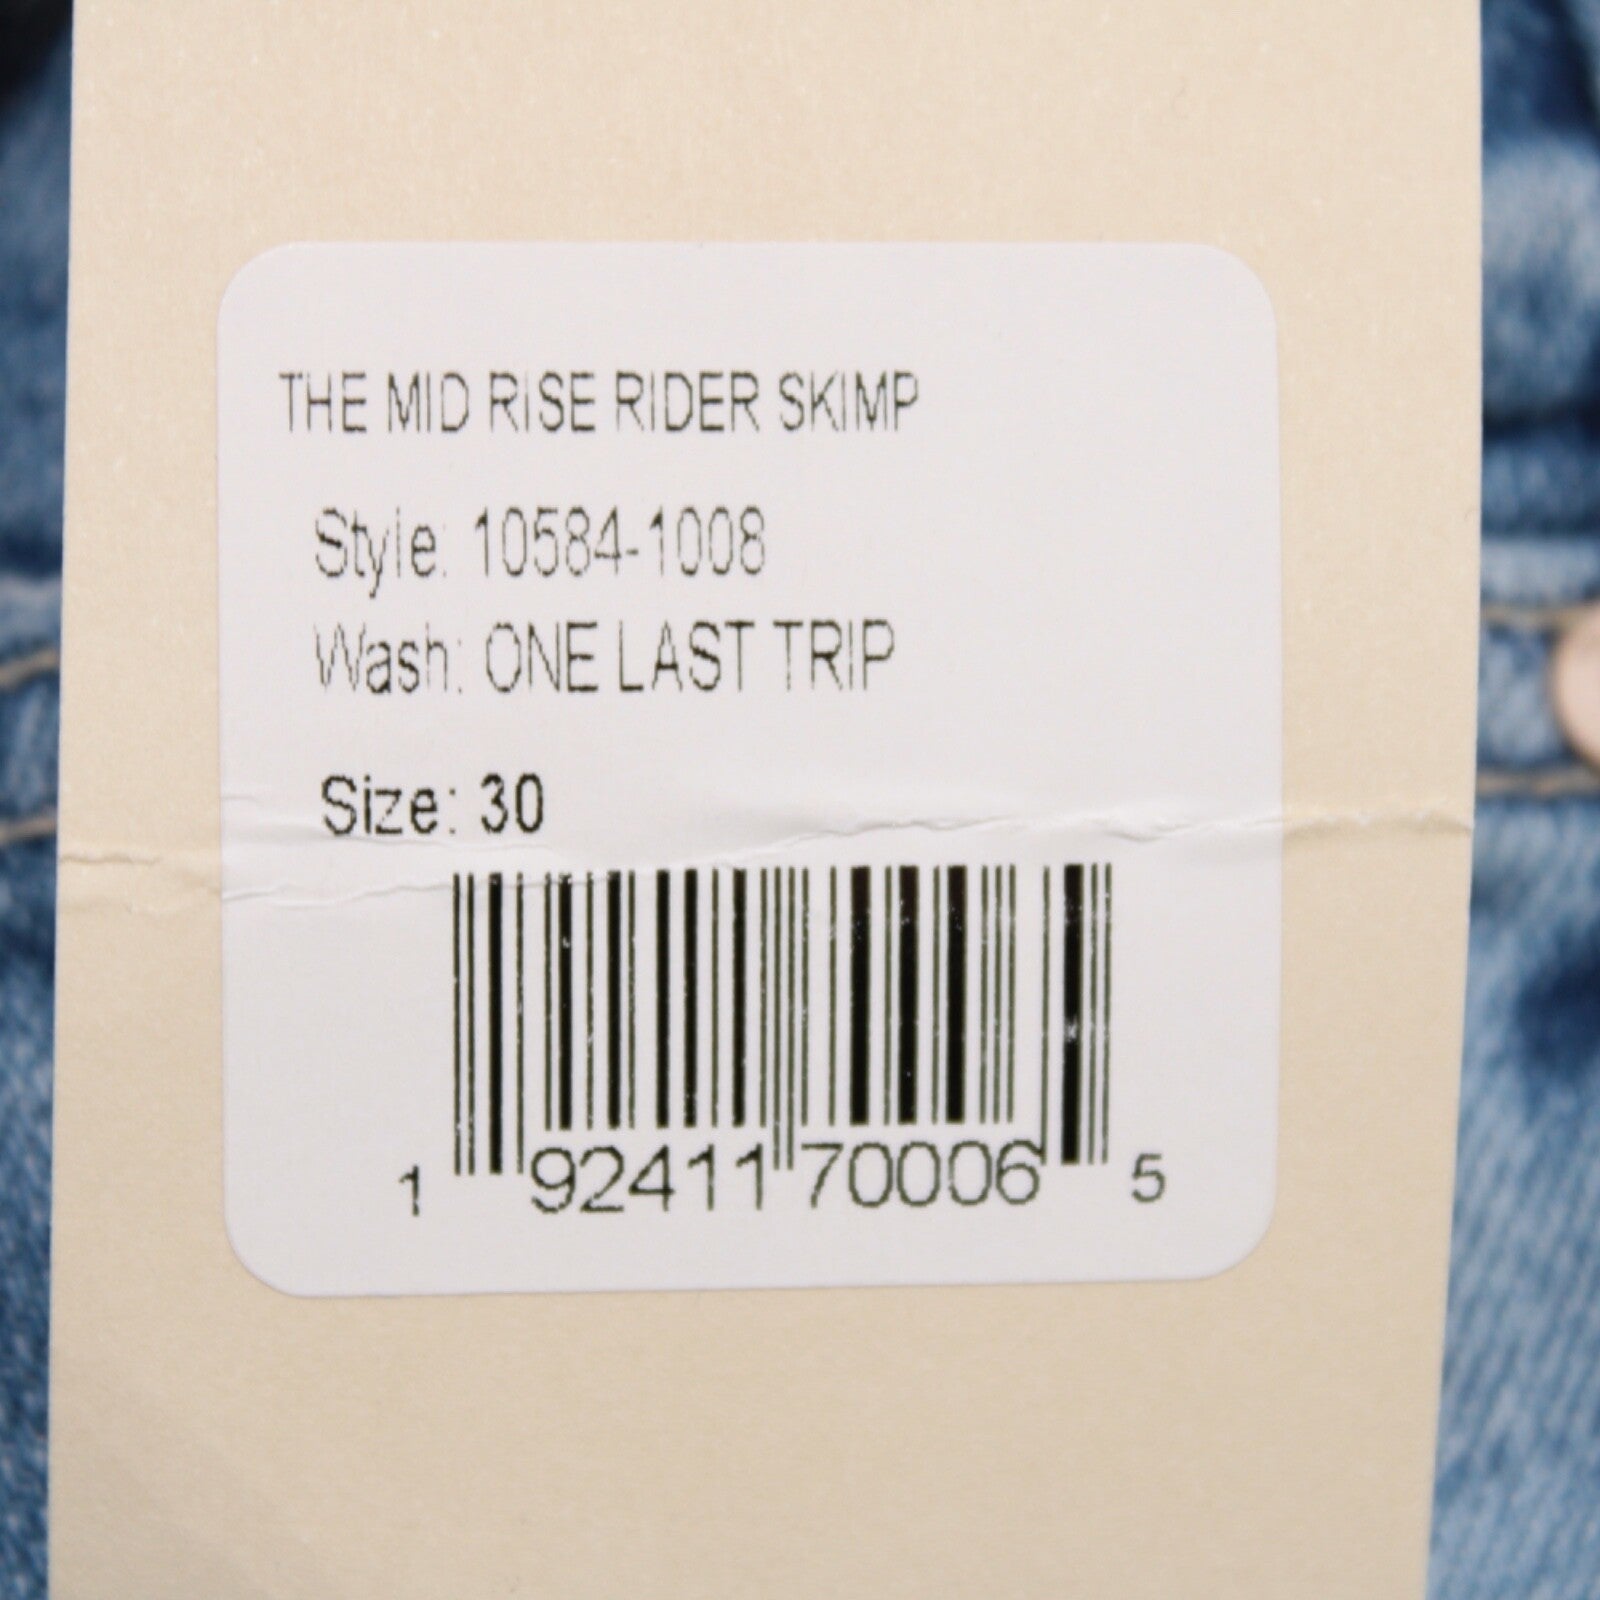 THE MID RISE RIDER SKIMP
Style: 10584-1008
Wash: ONE LAST TRIP
Size: 30
1 92411 70006 5